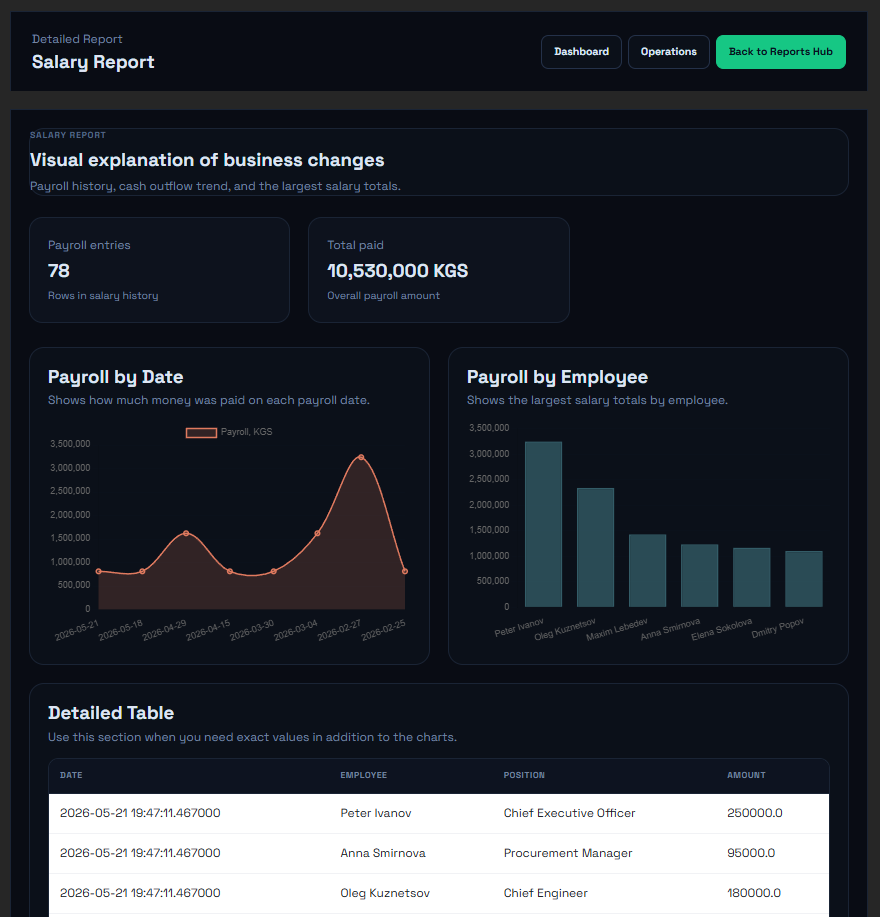 Detailed Report
Salary Report
Dashboard
Operations
Back to Reports Hub
SALARY REPORT
Visual explanation of business changes
Payroll history, cash outflow trend, and the largest salary totals.
Payroll entries
78
Rows in salary history
Total paid
10,530,000 KGS
Overall payroll amount
Payroll by Date
Shows how much money was paid on each payroll date.
Payroll, KGS
3,500,000
3,000,000
2,500,000
2,000,000
1,500,000
1,000,000
500,000
0
2026-05-21
2026-05-18
2026-04-29
2026-04-15
2026-03-30
2026-03-04
2026-02-27
2026-02-25
Payroll by Employee
Shows the largest salary totals by employee.
3,500,000
3,000,000
2,500,000
2,000,000
1,500,000
1,000,000
500,000
0
Peter Ivanov
Oleg Kuznetsov
Maxim Lebedev
Anna Smirnova
Elena Sokolova
Dmitry Popov
Detailed Table
Use this section when you need exact values in addition to the charts.
DATE EMPLOYEE POSITION AMOUNT
2026-05-21 19:47:11.467000 Peter Ivanov Chief Executive Officer 250000.0
2026-05-21 19:47:11.467000 Anna Smirnova Procurement Manager 95000.0
2026-05-21 19:47:11.467000 Oleg Kuznetsov Chief Engineer 180000.0